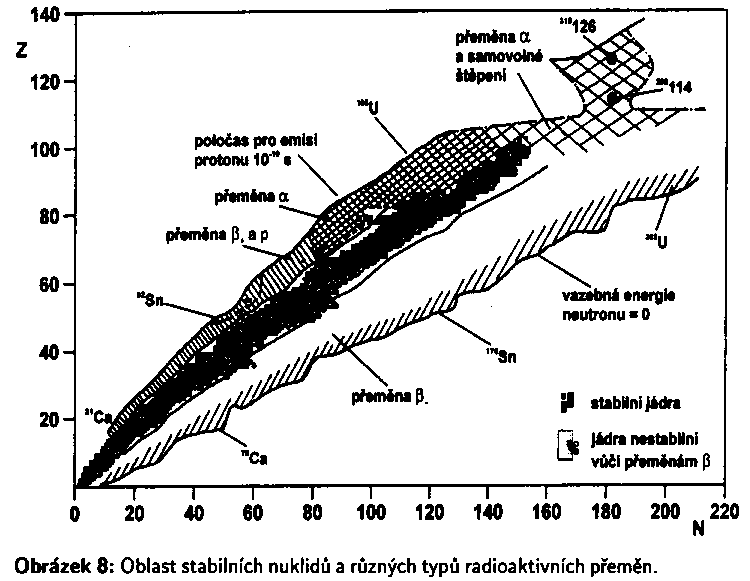 140
Z
120
100
80
60
40
20
0 20 40 60 80 100 120 140 160 180 200 220
N
přeměna α
a samovolné
štěpení
126
114
U
poločas pro emisi
protonu 10 s
přeměna α
přeměna β, a p
Sn
Ca
U
vazebná energie
neutronu = 0
Sn
přeměna β-
Ca
stabilní jádra
jádra nestabilní
vůči přeměnám β
Obrázek 8: Oblast stabilních nuklidů a různých typů radioaktivních přeměn.